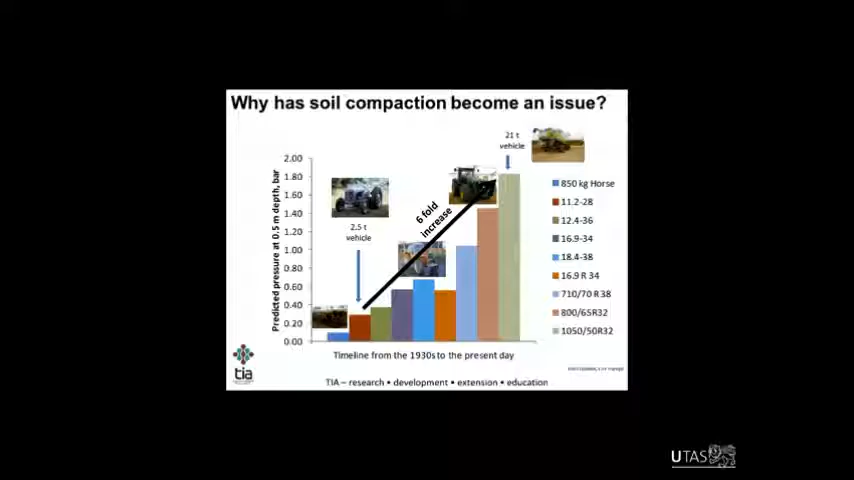 Why has soil compaction become an issue?
21 t
vehicle
2.00
1.80
1.60
1.40
1.20
1.00
0.80
0.60
0.40
0.20
0.00
Predicted pressure at 0.5 m depth, bar
2.5 t
vehicle
6 fold
increase
850 kg Horse
11.2-28
12.4-36
16.9-34
18.4-38
16.9 R 34
710/70 R 38
800/65R32
1050/50R32
Timeline from the 1930s to the present day
tia
TIA – research • development • extension • education
UTAS